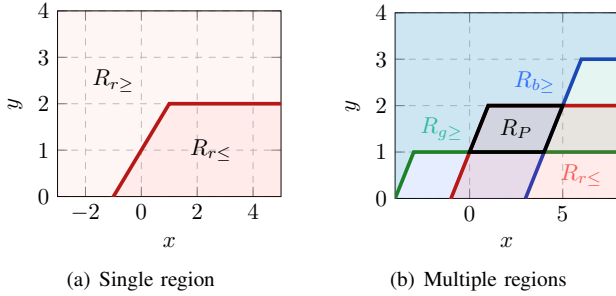 4
3
2
1
0
−2
0
2
4
y
x
R_{r≥}
R_{r≤}
(a) Single region
4
3
2
1
0
0
5
y
x
R_{b≥}
R_{g≥}
R_P
R_{r≤}
(b) Multiple regions